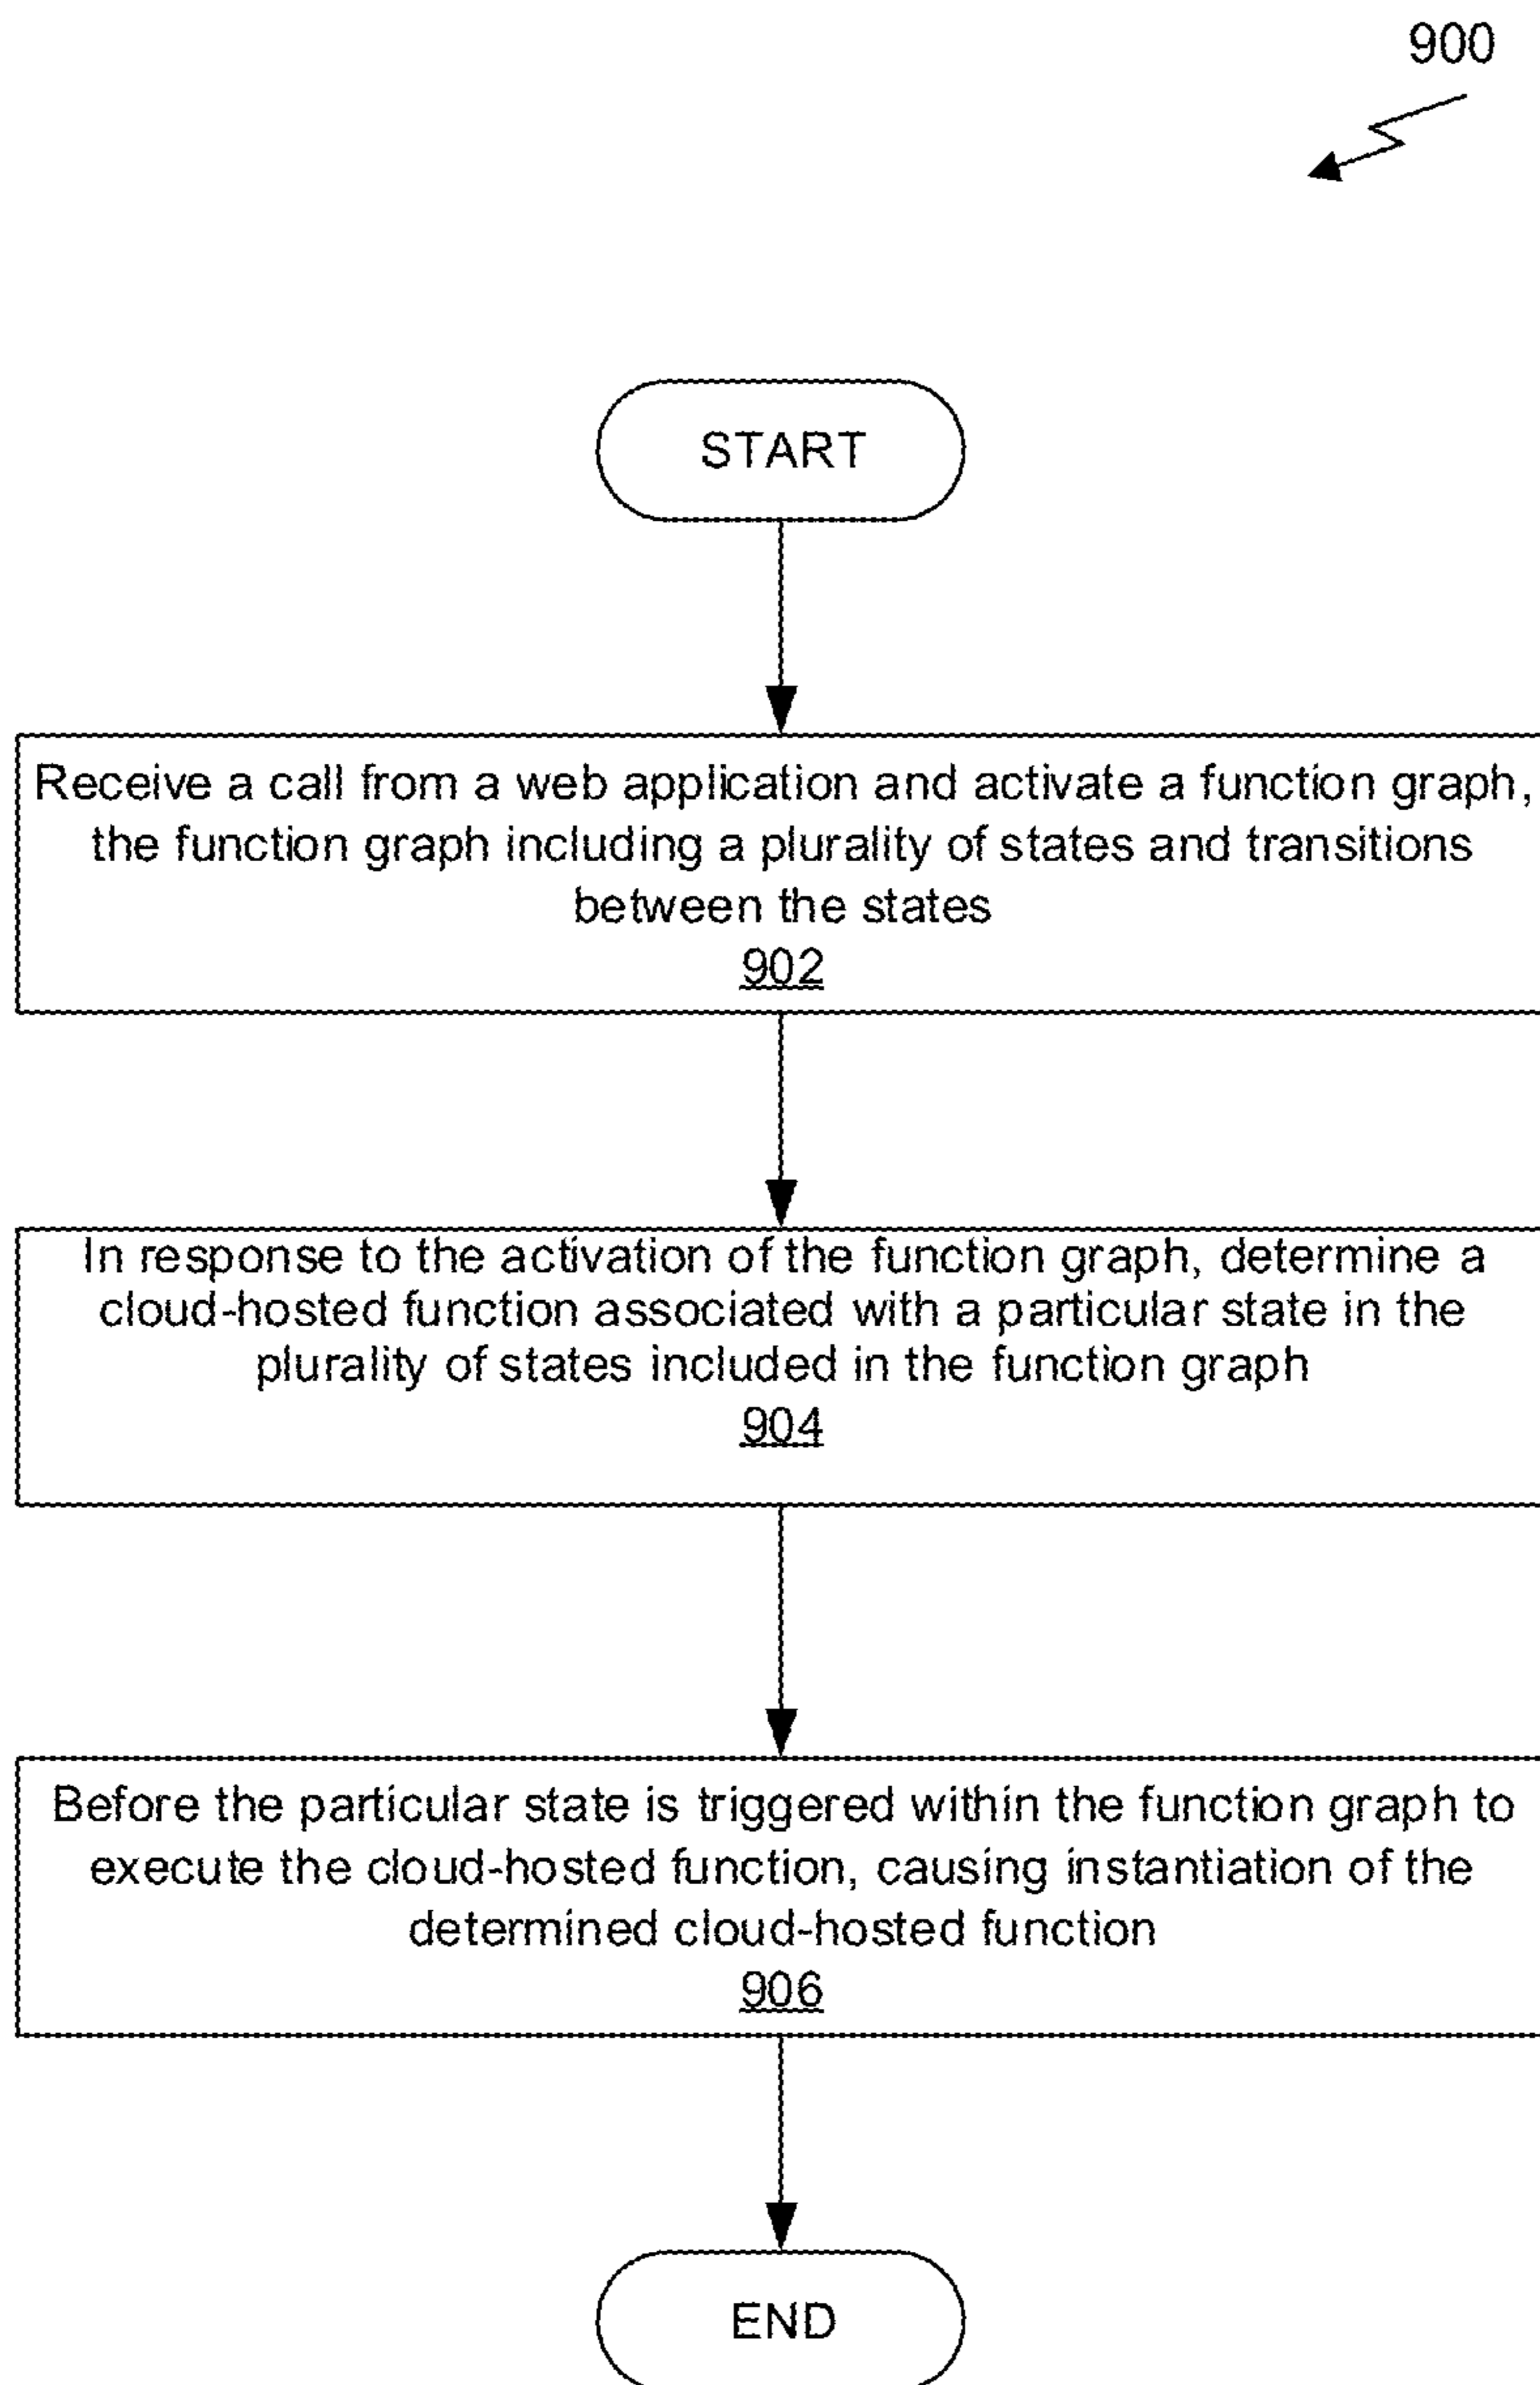 900
START
Receive a call from a web application and activate a function graph,
the function graph including a plurality of states and transitions
between the states
902
In response to the activation of the function graph, determine a
cloud-hosted function associated with a particular state in the
plurality of states included in the function graph
904
Before the particular state is triggered within the function graph to
execute the cloud-hosted function, causing instantiation of the
determined cloud-hosted function
906
END